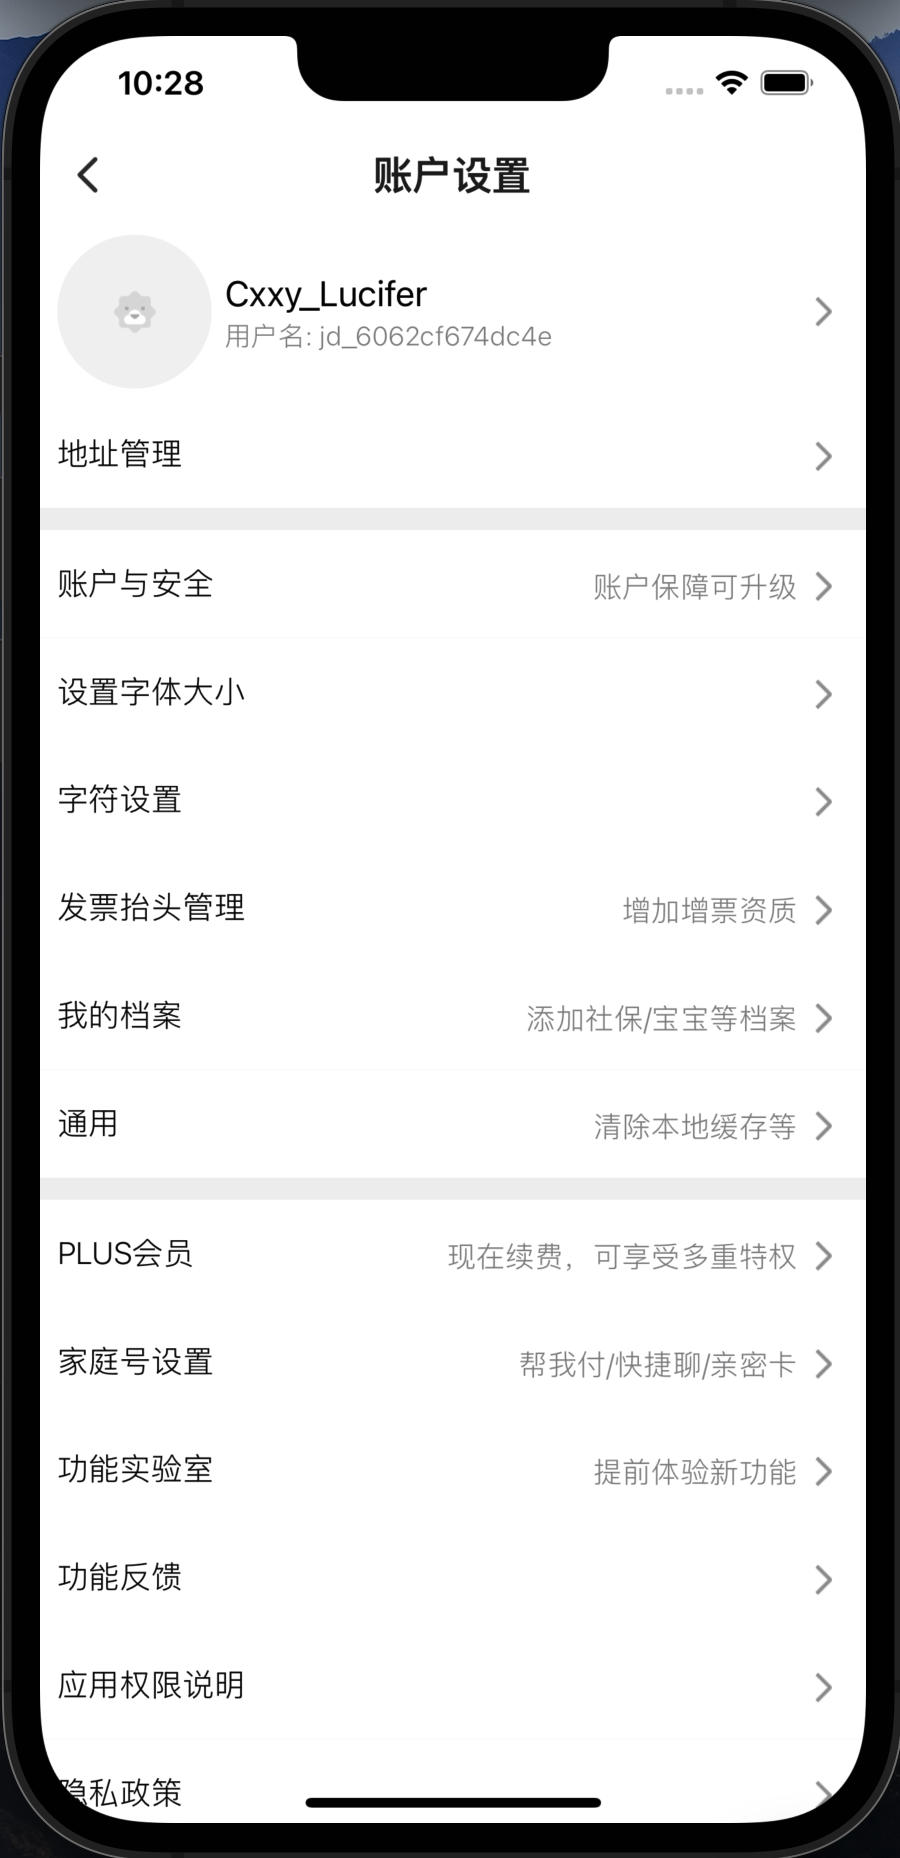 10:28
账户设置
Cxxy_Lucifer
用户名: jd_6062cf674dc4e
地址管理
账户与安全 账户保障可升级
设置字体大小
字符设置
发票抬头管理 增加增票资质
我的档案 添加社保/宝宝等档案
通用 清除本地缓存等
PLUS会员 现在续费，可享受多重特权
家庭号设置 帮我付/快捷聊/亲密卡
功能实验室 提前体验新功能
功能反馈
应用权限说明
隐私政策